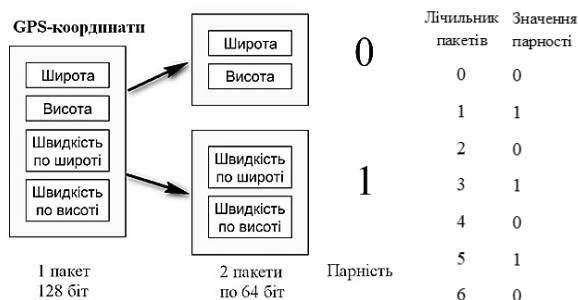 GPS-координати
Широта
Висота
Швидкість
по широті
Швидкість
по висоті
1 пакет
128 біт
Широта
Висота
Швидкість
по широті
Швидкість
по висоті
2 пакети
по 64 біт
0
1
Парність
Лічильник Значення
пакетів парності
0 0
1 1
2 0
3 1
4 0
5 1
6 0